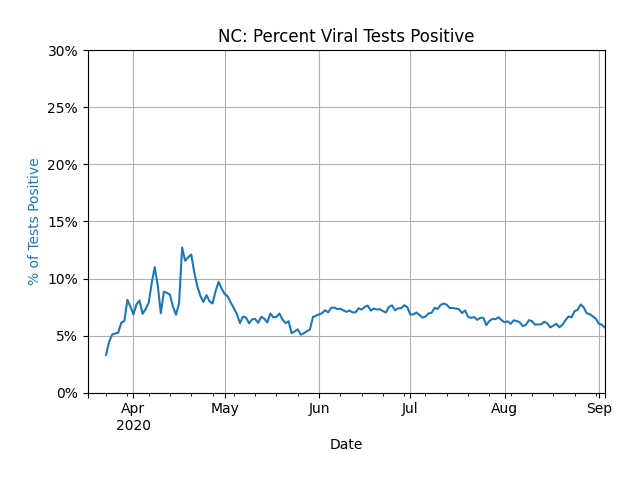 NC: Percent Viral Tests Positive
30%
25%
20%
15%
10%
5%
0%
% of Tests Positive
Apr
2020
May
Jun
Jul
Aug
Sep
Date